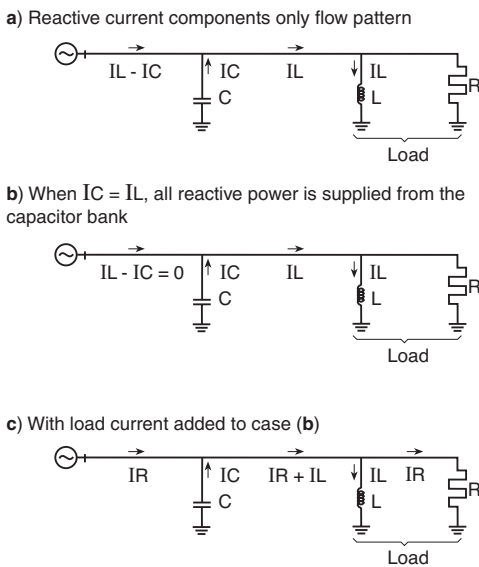 a) Reactive current components only flow pattern
IL - IC
IC
IL
IL
C
L
R
Load
b) When IC = IL, all reactive power is supplied from the
capacitor bank
IL - IC = 0
IC
IL
IL
C
L
R
Load
c) With load current added to case (b)
IR
IC
IR + IL
IL
IR
C
L
R
Load